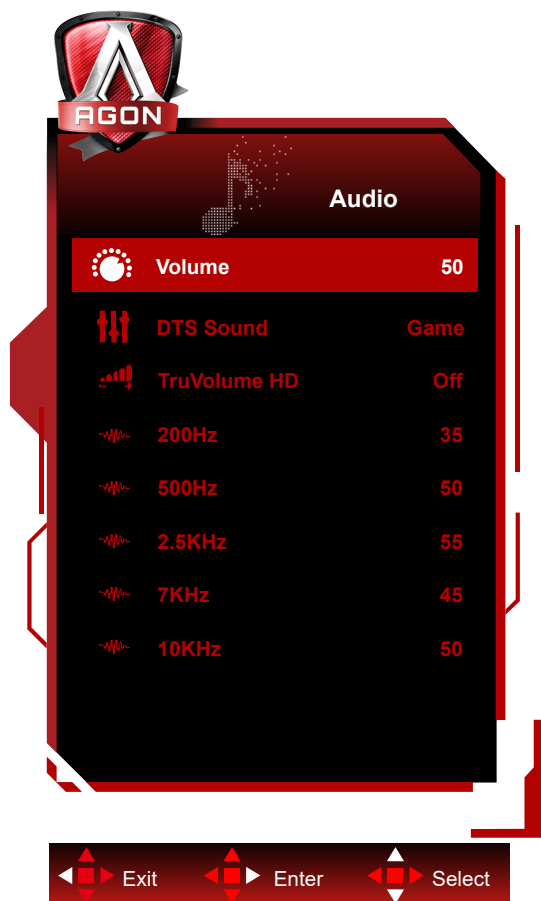 AGON
Audio
Volume 50
DTS Sound Game
TruVolume HD Off
200Hz 35
500Hz 50
2.5KHz 55
7KHz 45
10KHz 50
Exit Enter Select